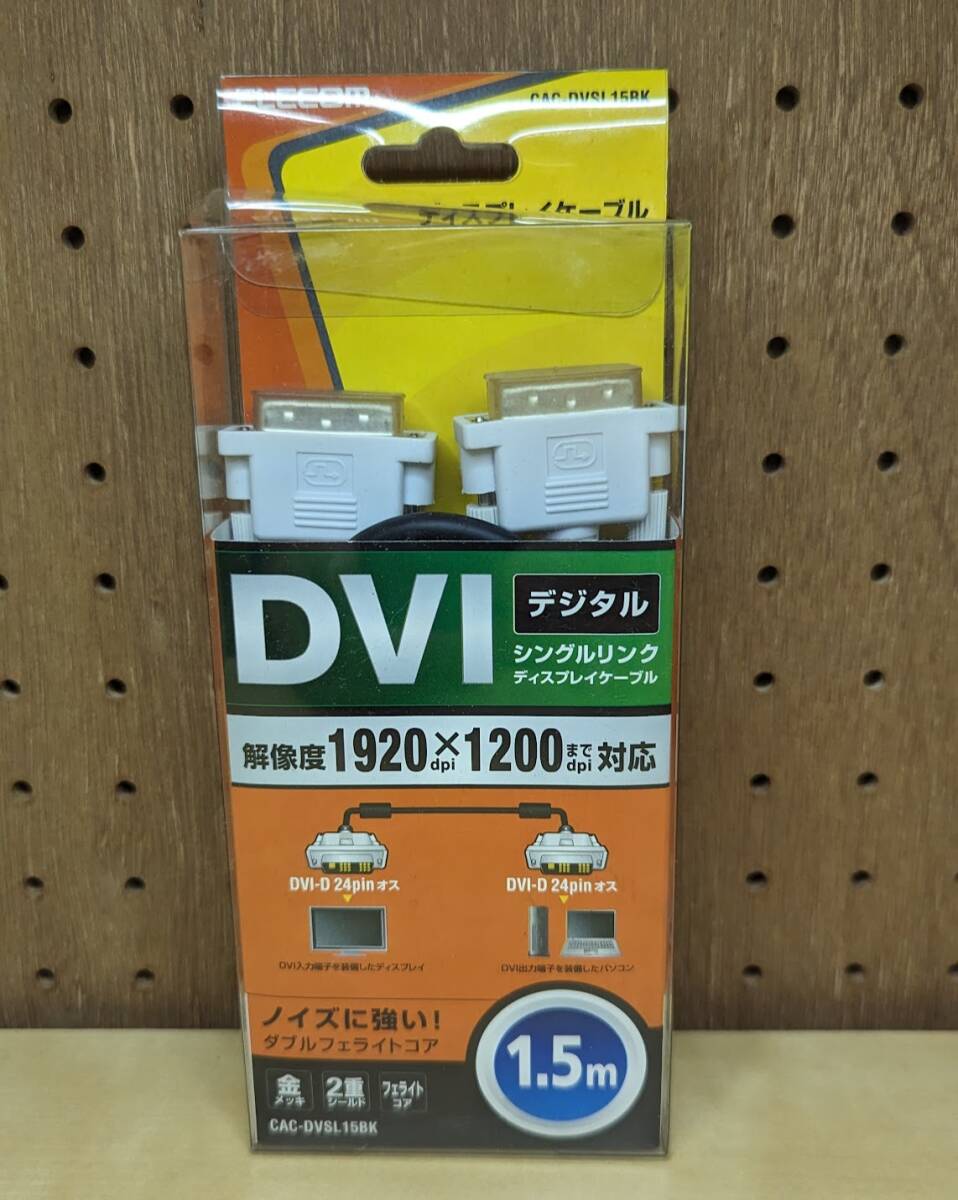 ELECOM
CAC-DVSL15BK
ディスプレイケーブル
DVI
デジタル
シングルリンク
ディスプレイケーブル
解像度1920dpi×1200dpiまで対応
DVI-D 24pinオス
DVI-D 24pinオス
DVI入力端子を装備したディスプレイ
DVI出力端子を装備したパソコン
ノイズに強い!
ダブルフェライトコア
1.5m
金メッキ
2重シールド
フェライトコア
CAC-DVSL15BK